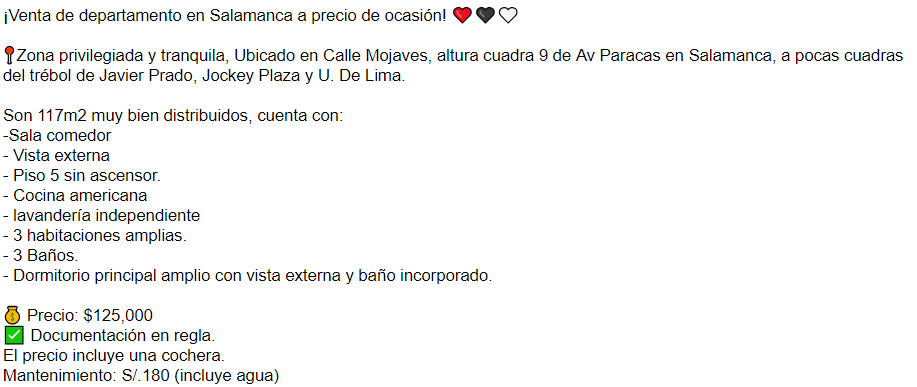 ¡Venta de departamento en Salamanca a precio de ocasión! ❤️🖤🤍
📍Zona privilegiada y tranquila, Ubicado en Calle Mojaves, altura cuadra 9 de Av Paracas en Salamanca, a pocas cuadras
del trébol de Javier Prado, Jockey Plaza y U. De Lima.
Son 117m2 muy bien distribuidos, cuenta con:
-Sala comedor
- Vista externa
- Piso 5 sin ascensor.
- Cocina americana
- lavandería independiente
- 3 habitaciones amplias.
- 3 Baños.
- Dormitorio principal amplio con vista externa y baño incorporado.
💰 Precio: $125,000
✅ Documentación en regla.
El precio incluye una cochera.
Mantenimiento: S/.180 (incluye agua)